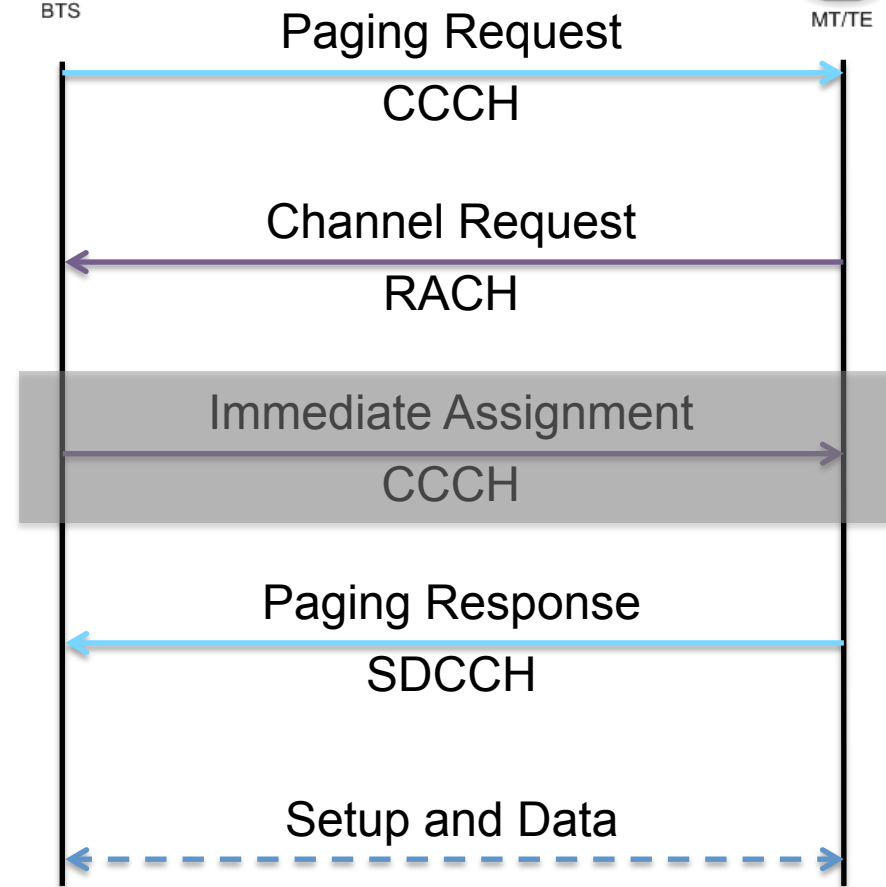 BTS
MT/TE
Paging Request
CCCH
Channel Request
RACH
Immediate Assignment
CCCH
Paging Response
SDCCH
Setup and Data